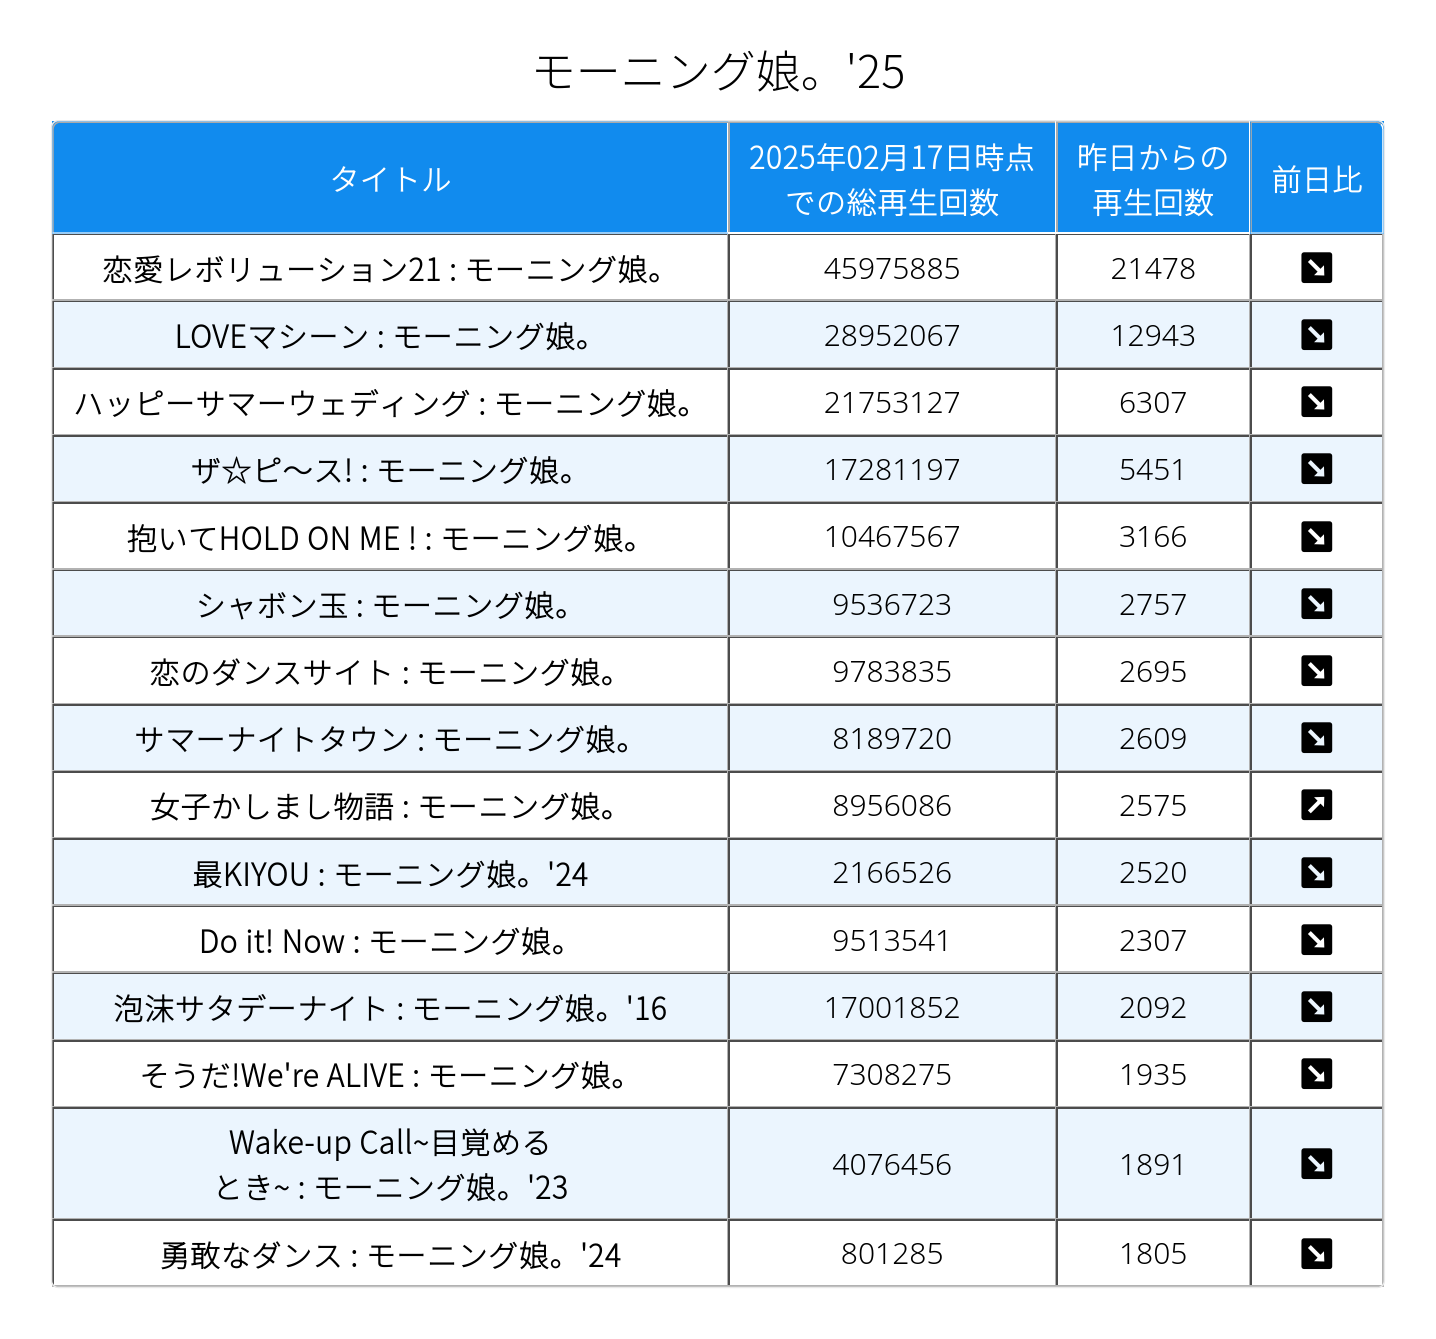 モーニング娘。'25
タイトル
2025年02月17日時点
での総再生回数
昨日からの
再生回数
前日比
恋愛レボリューション21 : モーニング娘。 45975885 21478 ↘
LOVEマシーン : モーニング娘。 28952067 12943 ↘
ハッピーサマーウェディング : モーニング娘。 21753127 6307 ↘
ザ☆ピ〜ス! : モーニング娘。 17281197 5451 ↘
抱いてHOLD ON ME ! : モーニング娘。 10467567 3166 ↘
シャボン玉 : モーニング娘。 9536723 2757 ↘
恋のダンスサイト : モーニング娘。 9783835 2695 ↘
サマーナイトタウン : モーニング娘。 8189720 2609 ↘
女子かしまし物語 : モーニング娘。 8956086 2575 ↗
最KIYOU : モーニング娘。'24 2166526 2520 ↘
Do it! Now : モーニング娘。 9513541 2307 ↘
泡沫サタデーナイト : モーニング娘。'16 17001852 2092 ↘
そうだ!We're ALIVE : モーニング娘。 7308275 1935 ↘
Wake-up Call~目覚める
とき~ : モーニング娘。'23 4076456 1891 ↘
勇敢なダンス : モーニング娘。'24 801285 1805 ↘